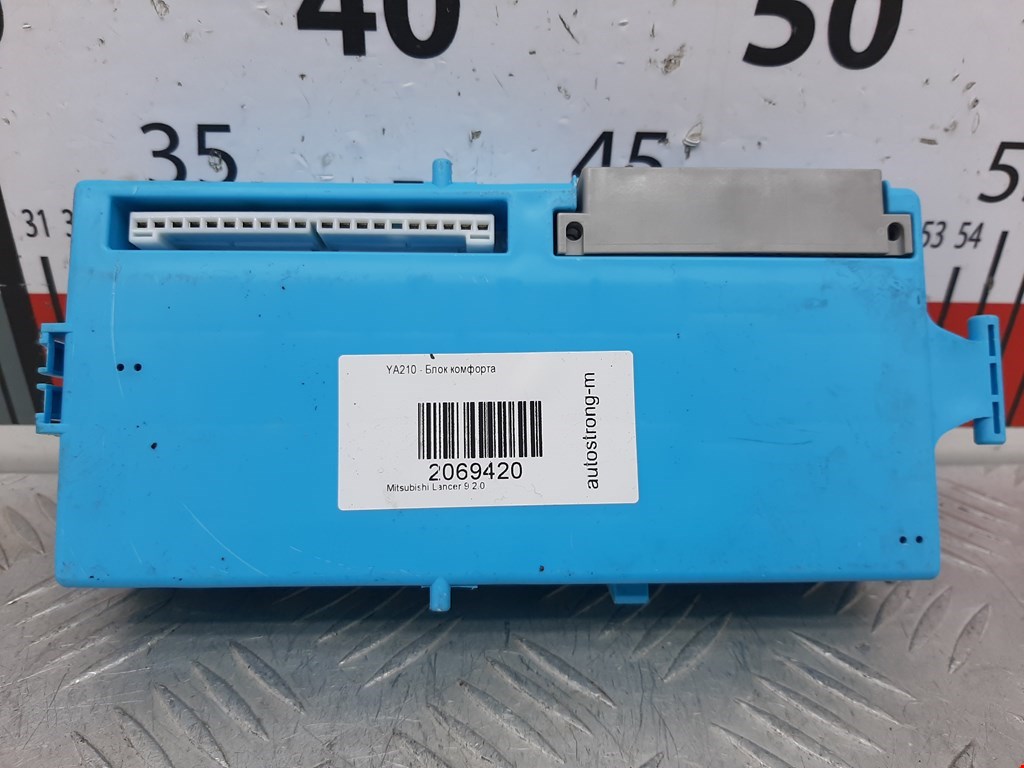 40 50
35 45
31 53 54
YA210 - Блок комфорта
2069420
Mitsubishi Lancer 9 2.0
autostrong-m